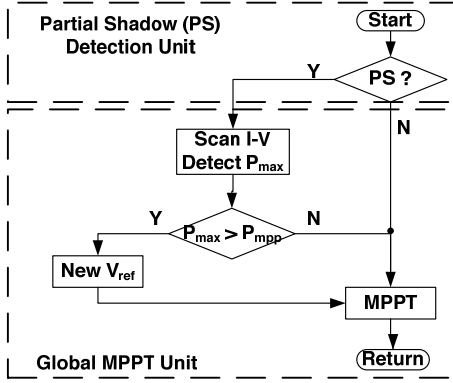 Partial Shadow (PS)
Detection Unit
Start
PS ?
Y
N
Scan I-V
Detect Pmax
Pmax > Pmpp
Y
N
New Vref
MPPT
Return
Global MPPT Unit